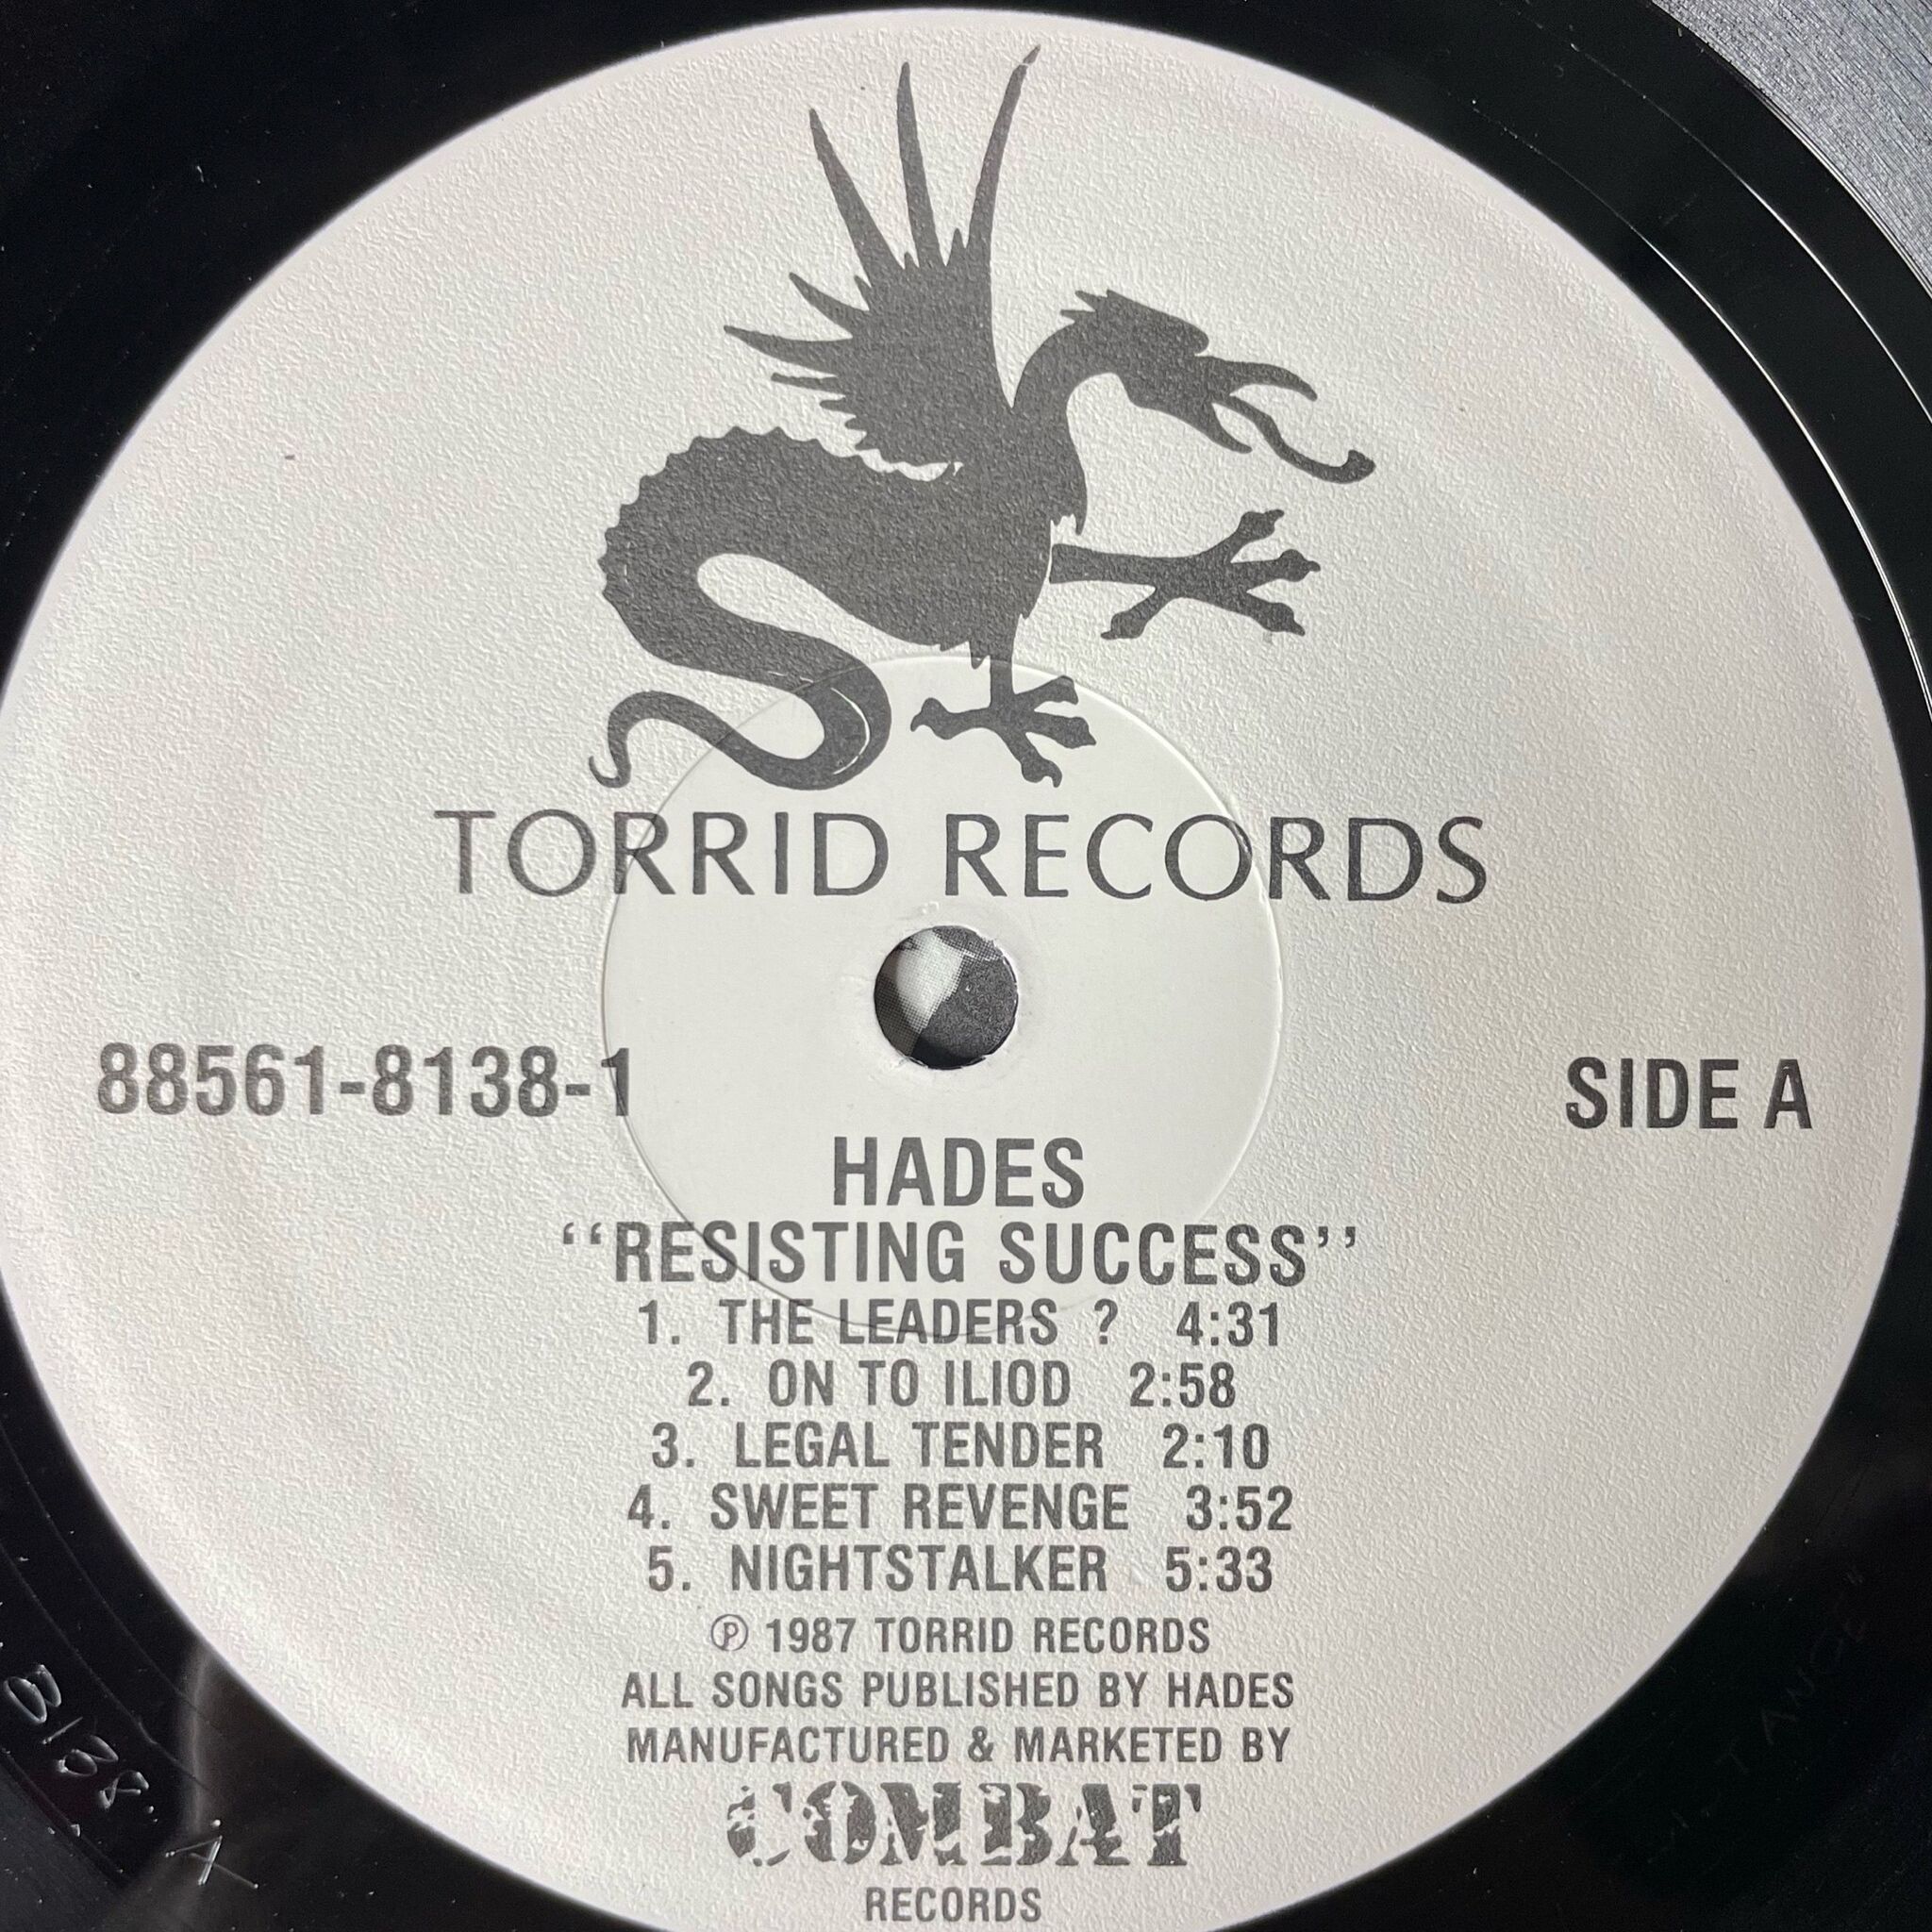 TORRID RECORDS
88561-8138-1
SIDE A
HADES
‘‘RESISTING SUCCESS’’
1. THE LEADERS ? 4:31
2. ON TO ILIOD 2:58
3. LEGAL TENDER 2:10
4. SWEET REVENGE 3:52
5. NIGHTSTALKER 5:33
Ⓟ 1987 TORRID RECORDS
ALL SONGS PUBLISHED BY HADES
MANUFACTURED & MARKETED BY
COMBAT
RECORDS
8138 A